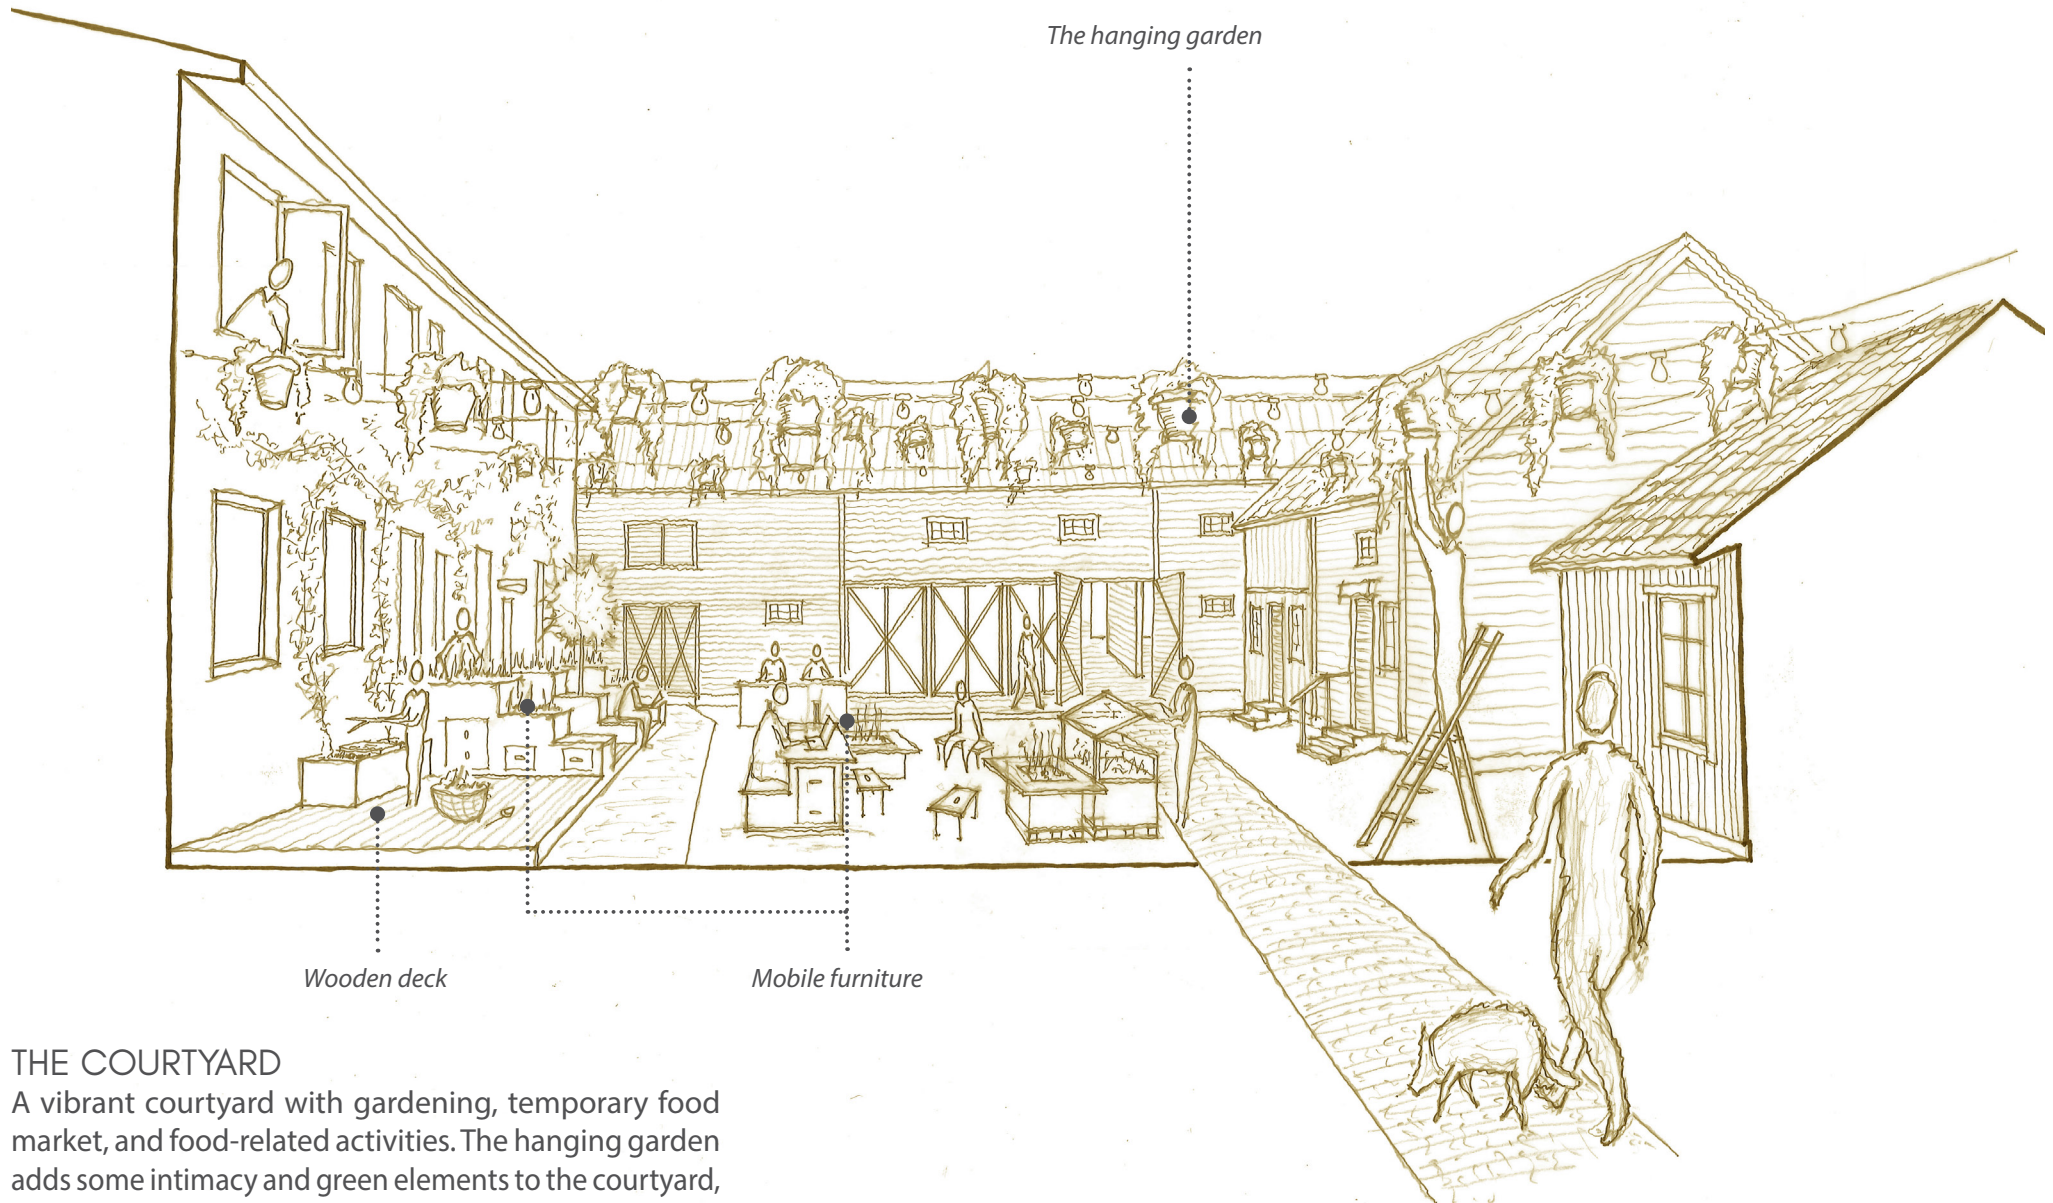 The hanging garden
Wooden deck
Mobile furniture
THE COURTYARD
A vibrant courtyard with gardening, temporary food
market, and food-related activities. The hanging garden
adds some intimacy and green elements to the courtyard,